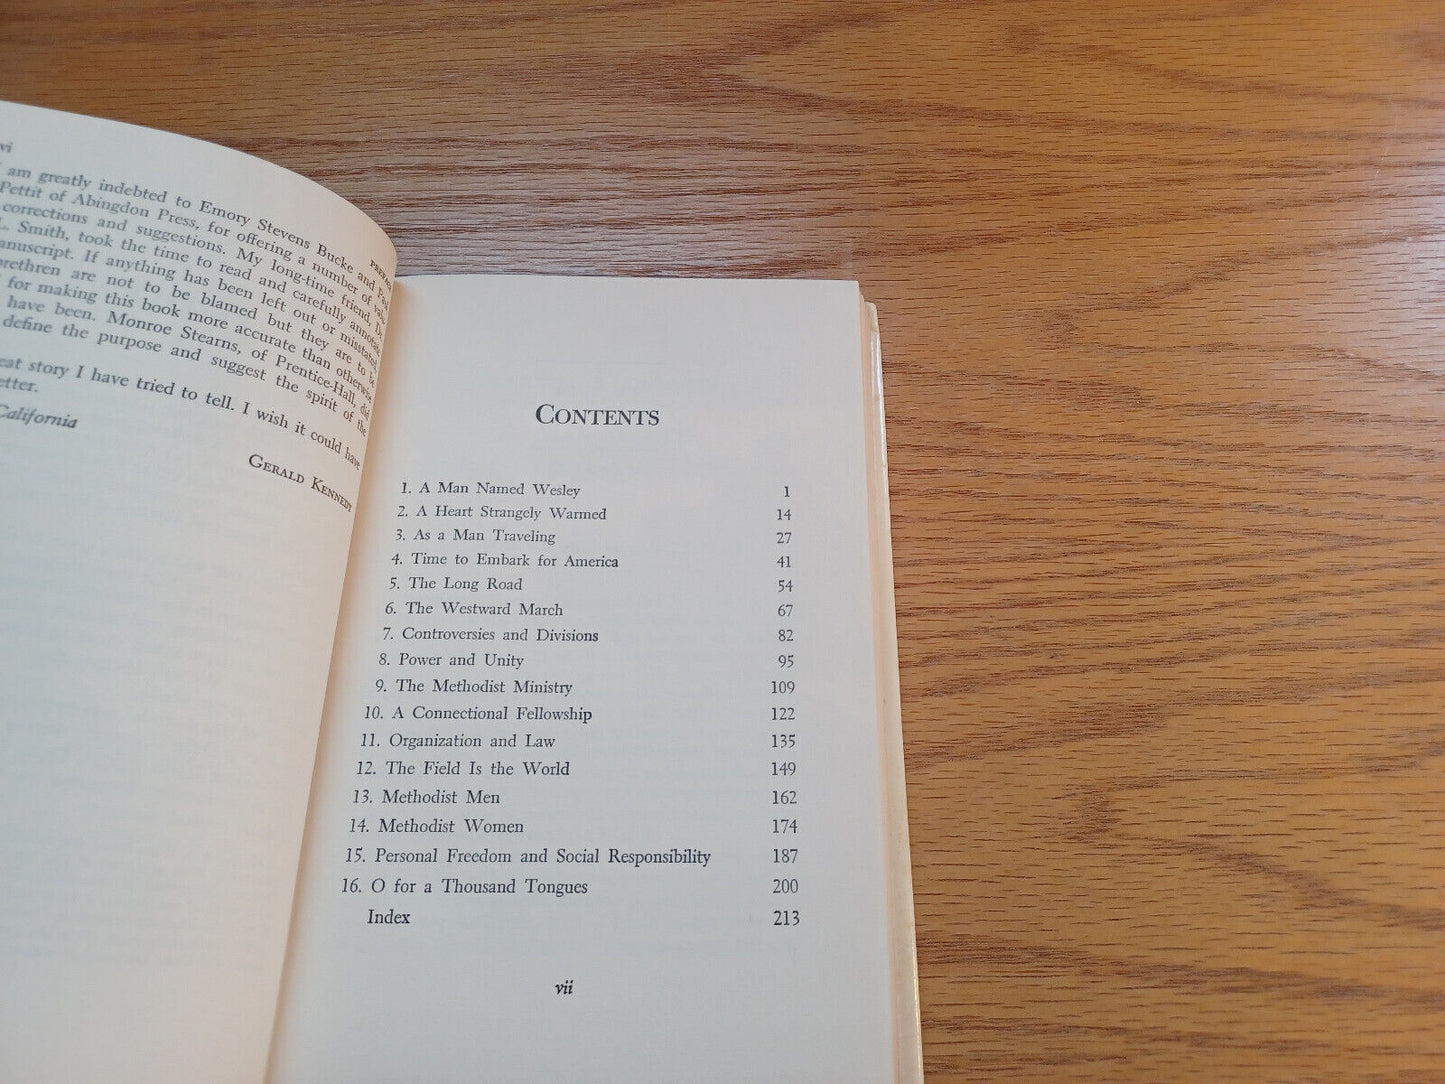 vi
PREFACE
am greatly indebted to Emory Stevens Bucke and Paul
Pettit of Abingdon Press, for offering a number of valu-
corrections and suggestions. My long-time friend, Dr.
L. Smith, took the time to read and carefully annotate
manuscript. If anything has been left out or misstated,
brethren are not to be blamed but they are to be
for making this book more accurate than otherwise
have been. Monroe Stearns, of Prentice-Hall, did
define the purpose and suggest the spirit of the
story I have tried to tell. I wish it could have
California
GERALD KENNEDY
CONTENTS
1. A Man Named Wesley 1
2. A Heart Strangely Warmed 14
3. As a Man Traveling 27
4. Time to Embark for America 41
5. The Long Road 54
6. The Westward March 67
7. Controversies and Divisions 82
8. Power and Unity 95
9. The Methodist Ministry 109
10. A Connectional Fellowship 122
11. Organization and Law 135
12. The Field Is the World 149
13. Methodist Men 162
14. Methodist Women 174
15. Personal Freedom and Social Responsibility 187
16. O for a Thousand Tongues 200
Index 213
vii